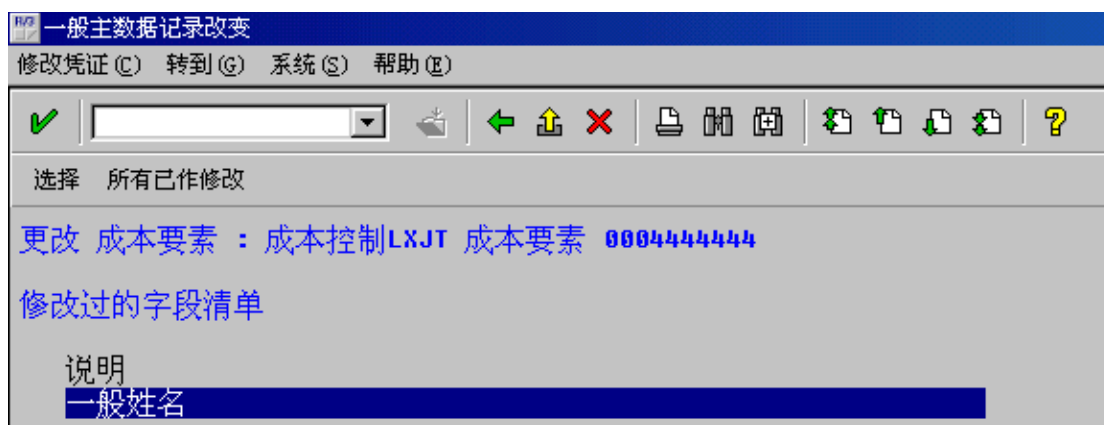 R/3 一般主数据记录改变
修改凭证(C) 转到(G) 系统(S) 帮助(E)
选择 所有已作修改
更改 成本要素 : 成本控制LXJT 成本要素 0004444444
修改过的字段清单
说明
一般姓名